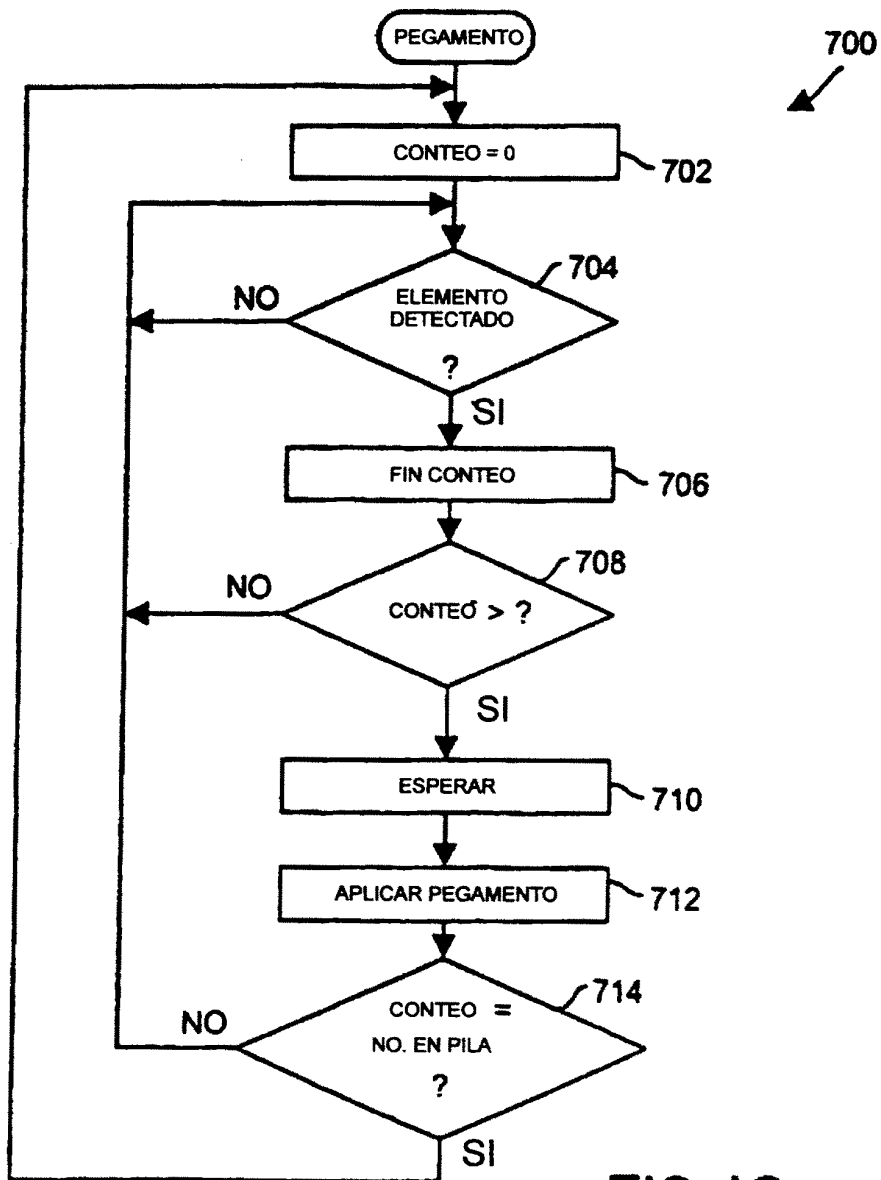 PEGAMENTO
700
CONTEO = 0
702
704
ELEMENTO
DETECTADO
?
NO
SI
FIN CONTEO
706
708
NO
CONTEO > ?
SI
ESPERAR
710
APLICAR PEGAMENTO
712
714
CONTEO =
NO. EN PILA
?
NO
SI